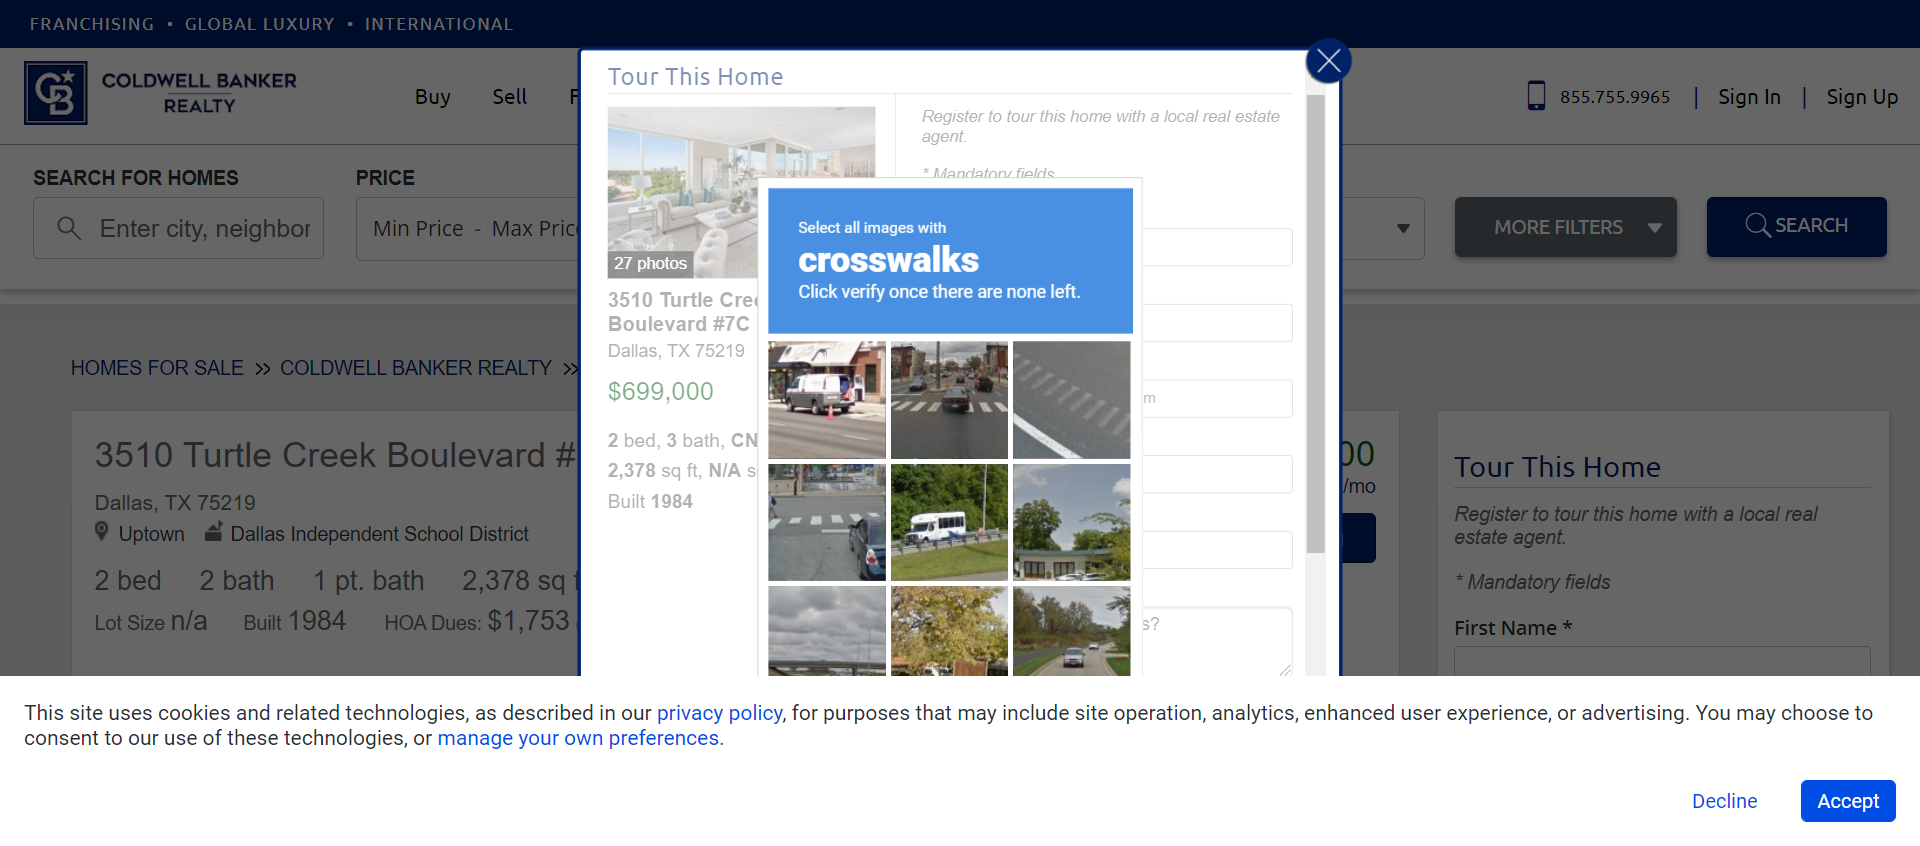 FRANCHISING • GLOBAL LUXURY • INTERNATIONAL
COLDWELL BANKER
REALTY
Buy Sell
855.755.9965 | Sign In | Sign Up
SEARCH FOR HOMES
PRICE
Enter city, neighbor
Min Price - Max Pric
MORE FILTERS
SEARCH
HOMES FOR SALE » COLDWELL BANKER REALTY »
3510 Turtle Creek Boulevard #
Dallas, TX 75219
Uptown Dallas Independent School District
2 bed 2 bath 1 pt. bath 2,378 sq
Lot Size n/a Built 1984 HOA Dues: $1,753
00
/mo
Tour This Home
Register to tour this home with a local real estate
agent.
* Mandatory fields
27 photos
3510 Turtle Cree
Boulevard #7C
Dallas, TX 75219
$699,000
2 bed, 3 bath, CN
2,378 sq ft, N/A s
Built 1984
m
s?
Select all images with
crosswalks
Click verify once there are none left.
Tour This Home
Register to tour this home with a local real
estate agent.
* Mandatory fields
First Name *
This site uses cookies and related technologies, as described in our privacy policy, for purposes that may include site operation, analytics, enhanced user experience, or advertising. You may choose to
consent to our use of these technologies, or manage your own preferences.
Decline
Accept